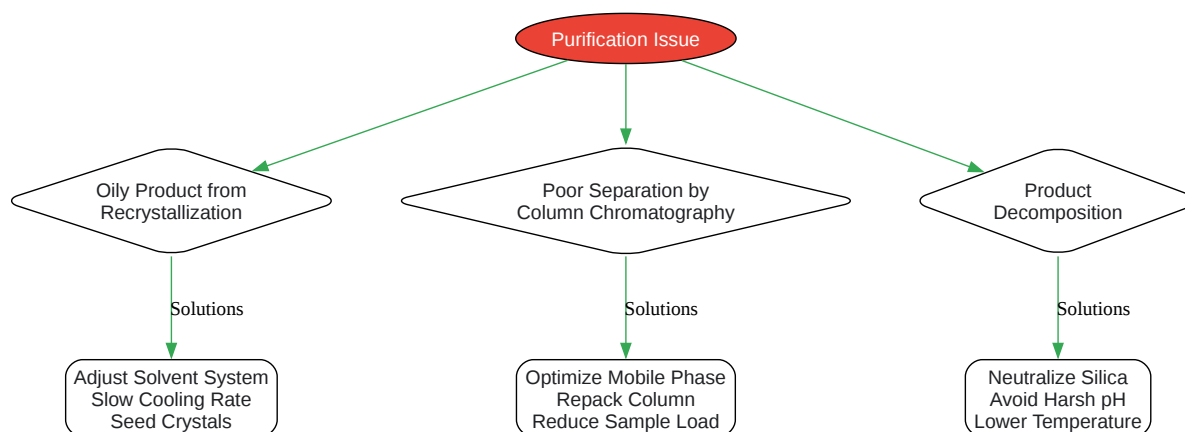 Purification Issue
Oily Product from
Recrystallization
Poor Separation by
Column Chromatography
Product
Decomposition
Solutions
Solutions
Solutions
Adjust Solvent System
Slow Cooling Rate
Seed Crystals
Optimize Mobile Phase
Repack Column
Reduce Sample Load
Neutralize Silica
Avoid Harsh pH
Lower Temperature